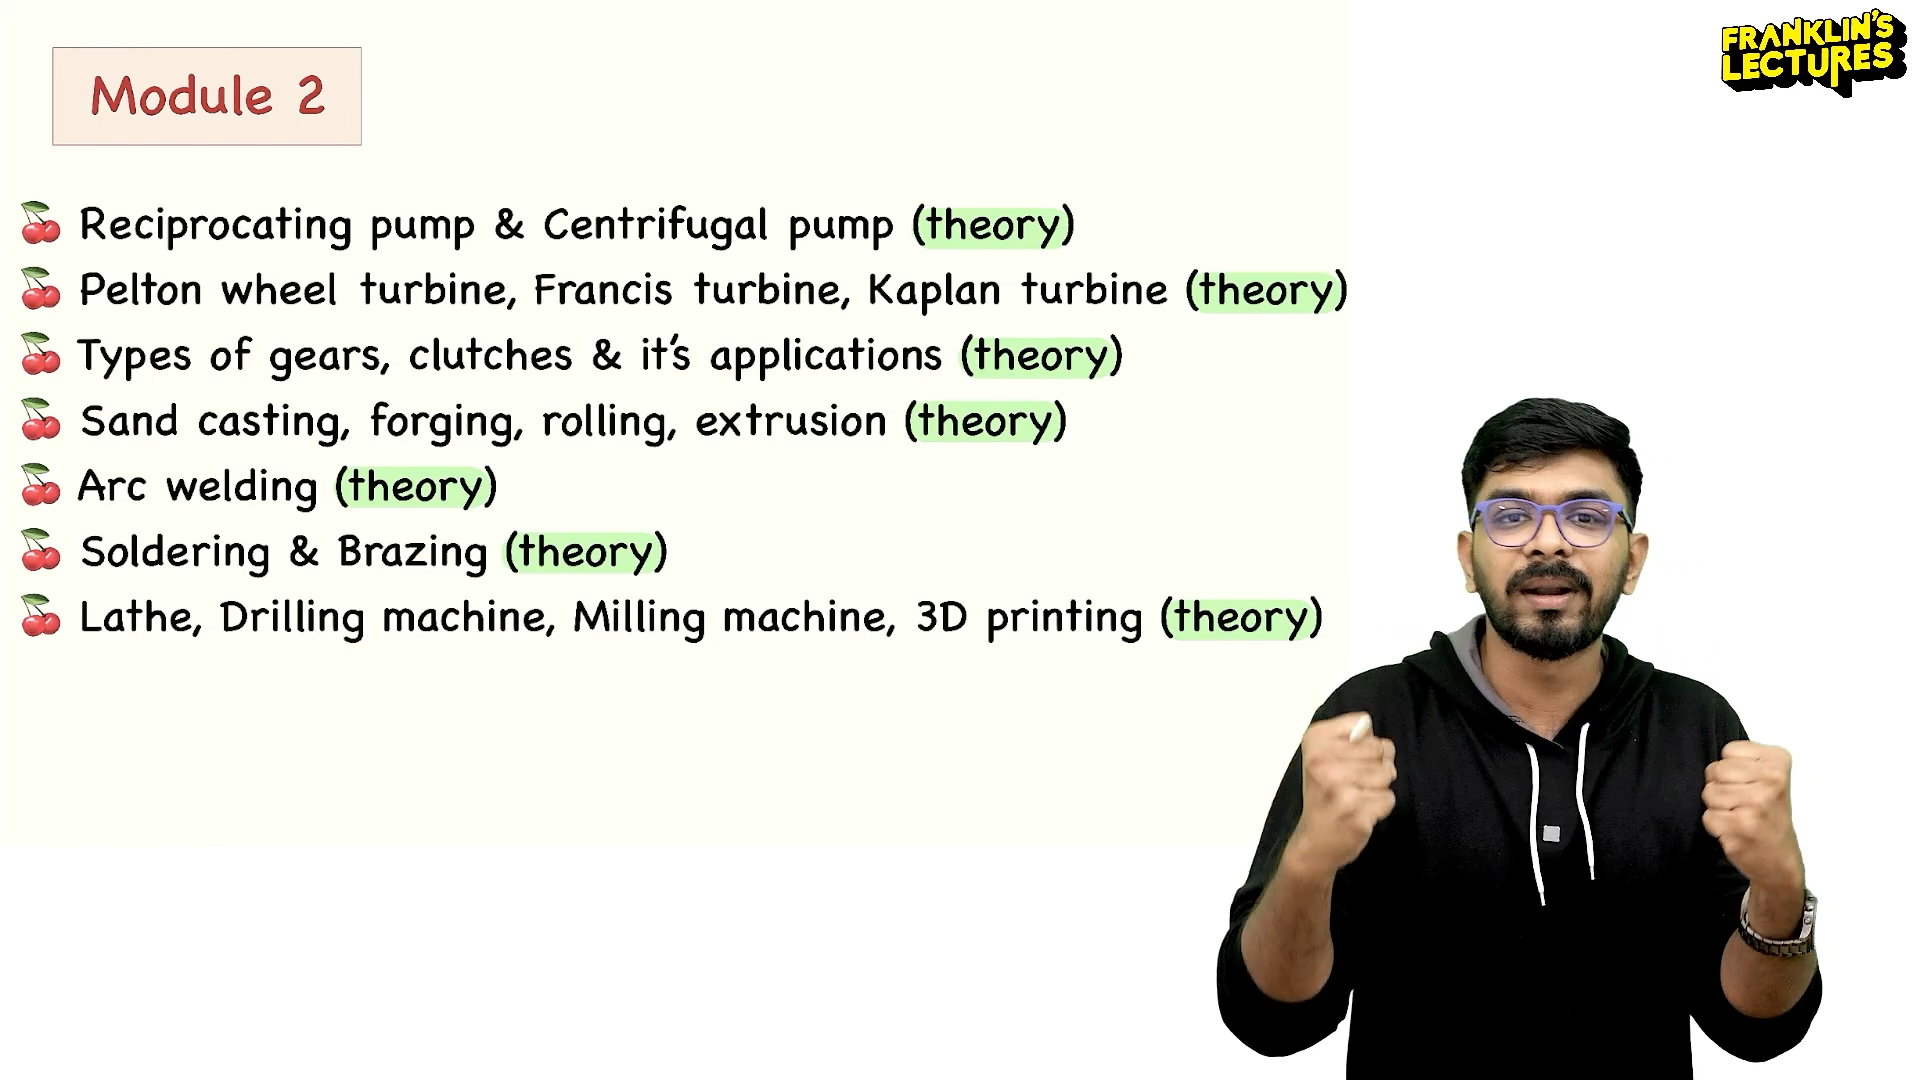 Module 2
FRANKLIN'S
LECTURES
Reciprocating pump & Centrifugal pump (theory)
Pelton wheel turbine, Francis turbine, Kaplan turbine (theory)
Types of gears, clutches & it's applications (theory)
Sand casting, forging, rolling, extrusion (theory)
Arc welding (theory)
Soldering & Brazing (theory)
Lathe, Drilling machine, Milling machine, 3D printing (theory)